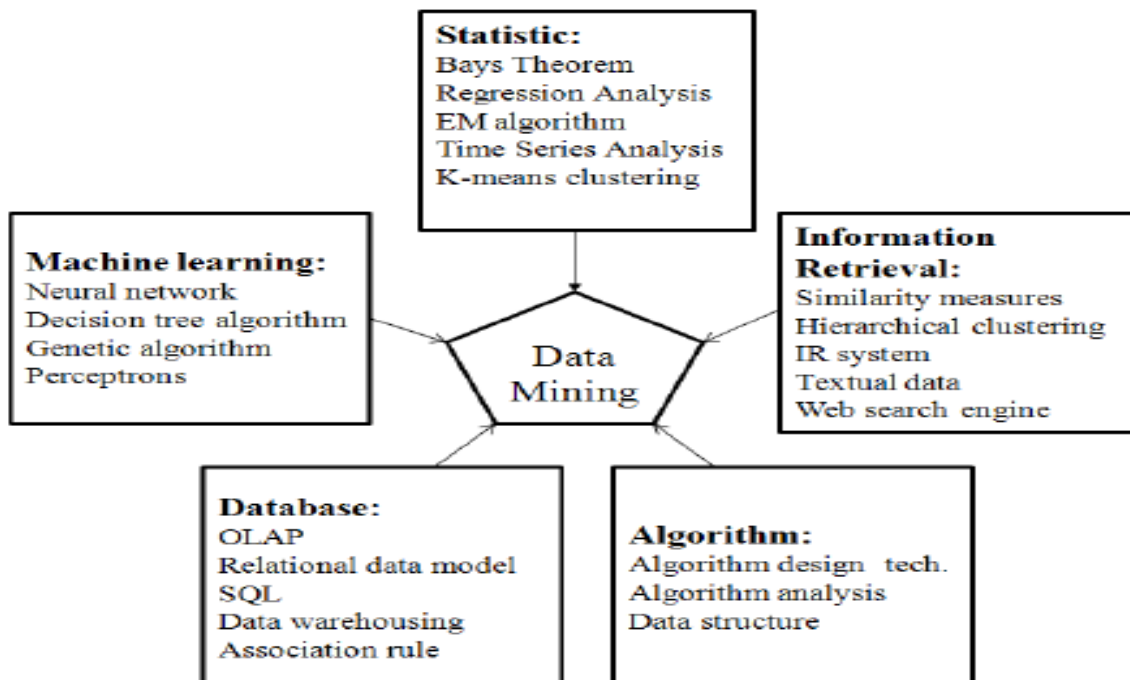 Statistic:
Bays Theorem
Regression Analysis
EM algorithm
Time Series Analysis
K-means clustering
Machine learning:
Neural network
Decision tree algorithm
Genetic algorithm
Perceptrons
Information
Retrieval:
Similarity measures
Hierarchical clustering
IR system
Textual data
Web search engine
Data
Mining
Database:
OLAP
Relational data model
SQL
Data warehousing
Association rule
Algorithm:
Algorithm design tech.
Algorithm analysis
Data structure